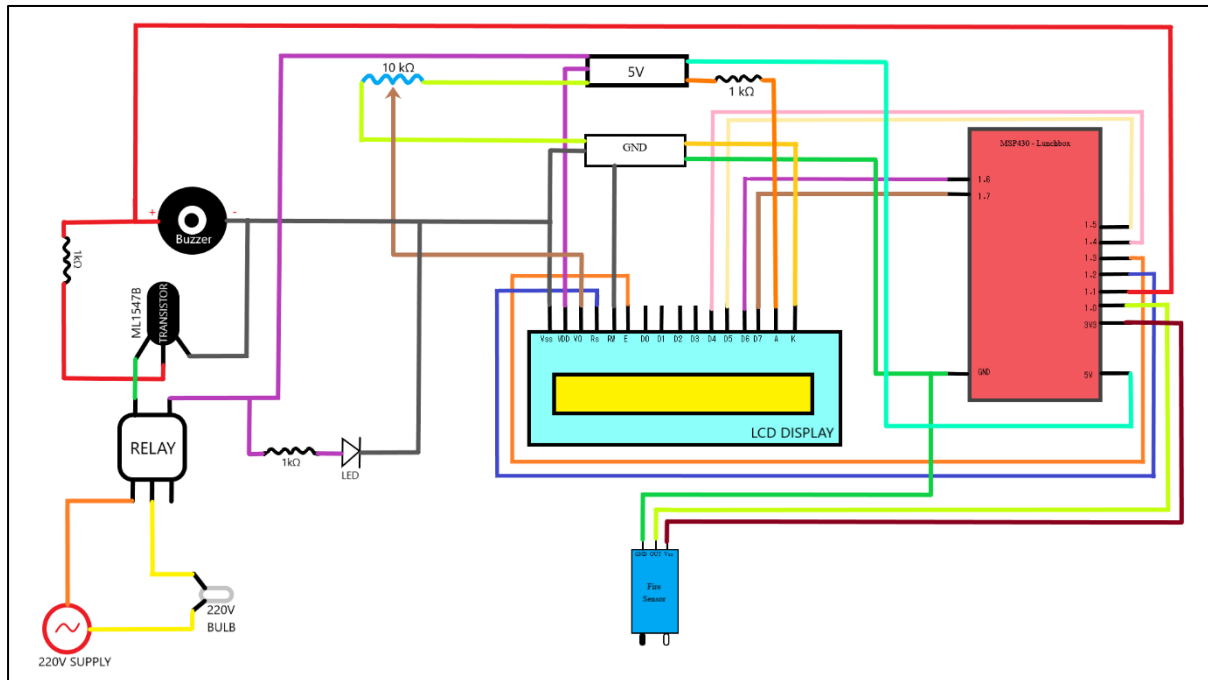 10 kΩ
5V
1 kΩ
GND
MSP430 - Lunchbox
1.6
1.7
1.5
1.4
1.3
1.2
1.1
1.0
3V3
GND
5V
+
-
Buzzer
1kΩ
ML1547B
TRANSISTOR
RELAY
1kΩ
LED
Vss VDD VO Rs RW E D0 D1 D2 D3 D4 D5 D6 D7 A K
LCD DISPLAY
GND OUT Vcc
Fire
Sensor
220V
BULB
220V SUPPLY